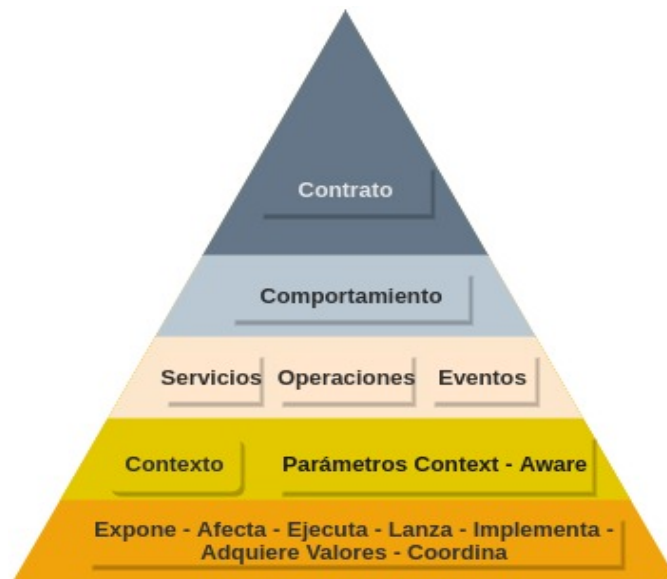 Contrato
Comportamiento
Servicios Operaciones Eventos
Contexto Parámetros Context - Aware
Expone - Afecta - Ejecuta - Lanza - Implementa -
Adquiere Valores - Coordina